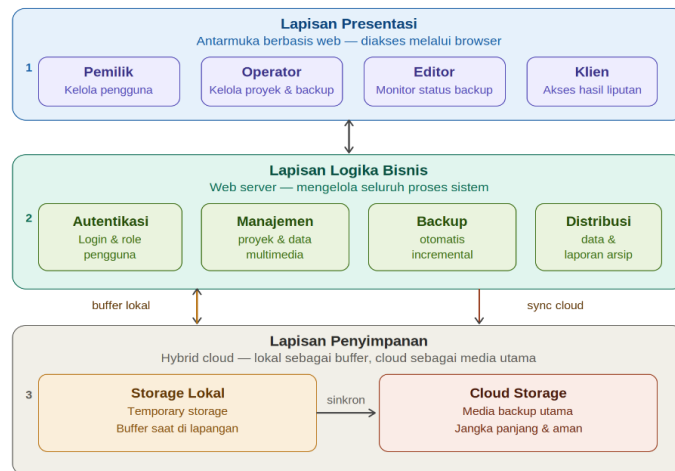 Lapisan Presentasi
Antarmuka berbasis web — diakses melalui browser
1
Pemilik
Kelola pengguna
Operator
Kelola proyek & backup
Editor
Monitor status backup
Klien
Akses hasil liputan
Lapisan Logika Bisnis
Web server — mengelola seluruh proses sistem
2
Autentikasi
Login & role
pengguna
Manajemen
proyek & data
multimedia
Backup
otomatis
incremental
Distribusi
data &
laporan arsip
buffer lokal
sync cloud
Lapisan Penyimpanan
Hybrid cloud — lokal sebagai buffer, cloud sebagai media utama
3
Storage Lokal
Temporary storage
Buffer saat di lapangan
sinkron
Cloud Storage
Media backup utama
Jangka panjang & aman